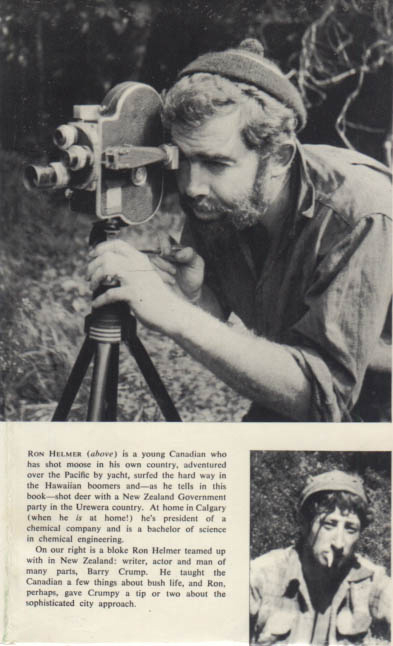 RON HELMER (above) is a young Canadian who
has shot moose in his own country, adventured
over the Pacific by yacht, surfed the hard way in
the Hawaiian boomers and—as he tells in this
book—shot deer with a New Zealand Government
party in the Urewera country. At home in Calgary
(when he is at home!) he's president of a
chemical company and is a bachelor of science
in chemical engineering.
On our right is a bloke Ron Helmer teamed up
with in New Zealand: writer, actor and man of
many parts, Barry Crump. He taught the
Canadian a few things about bush life, and Ron,
perhaps, gave Crumpy a tip or two about the
sophisticated city approach.